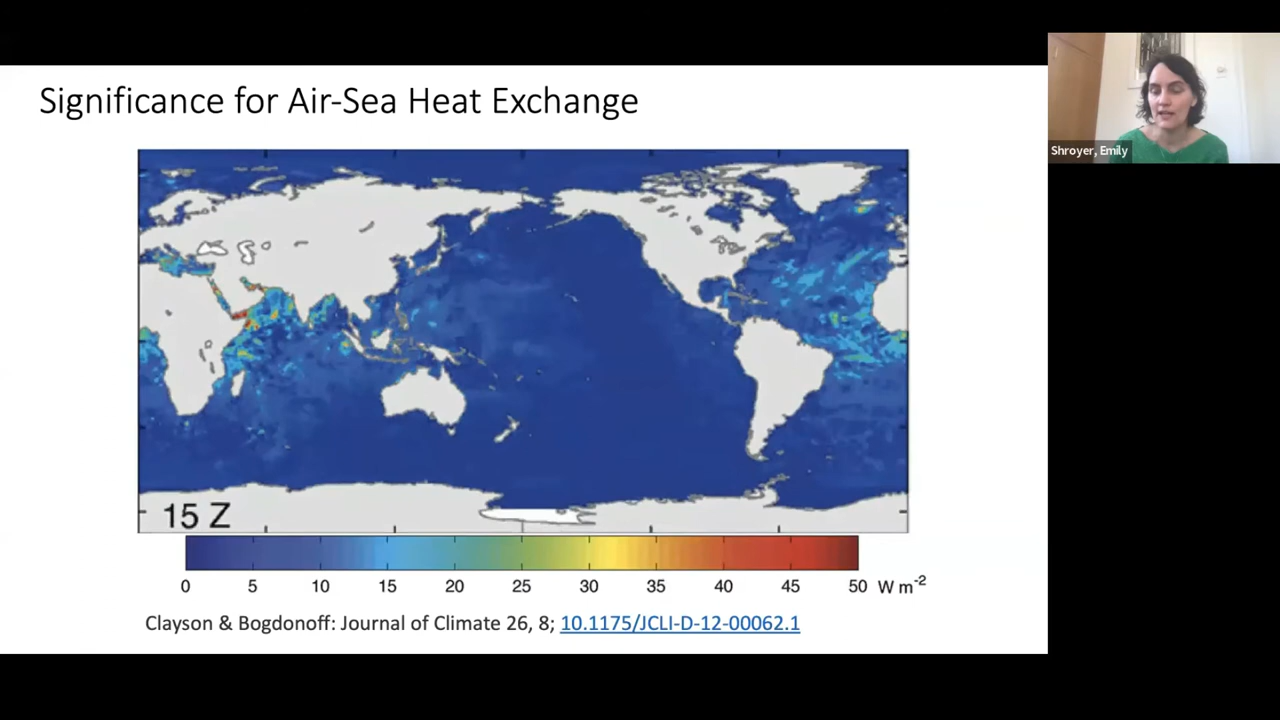 Significance for Air-Sea Heat Exchange
Shroyer, Emily
15 Z
0 5 10 15 20 25 30 35 40 45 50 W m-2
Clayson & Bogdonoff: Journal of Climate 26, 8; 10.1175/JCLI-D-12-00062.1